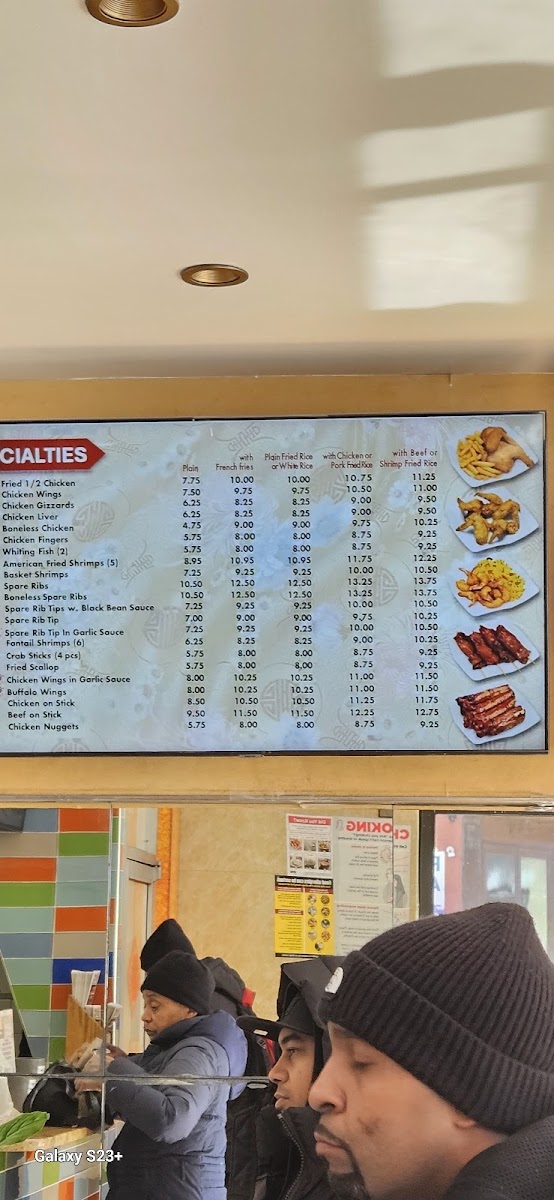 CIALTIES
Plain
with French fries
Plain Fried Rice or White Rice
with Chicken or Pork Fried Rice
with Beef or Shrimp Fried Rice
Fried 1/2 Chicken 7.75 10.00 10.00 10.75 11.25
Chicken Wings 7.50 9.75 9.75 10.50 11.00
Chicken Gizzards 6.25 8.25 8.25 9.00 9.50
Chicken Liver 6.25 8.25 8.25 9.00 9.50
Boneless Chicken 4.75 9.00 9.00 9.75 10.25
Chicken Fingers 5.75 8.00 8.00 8.75 9.25
Whiting Fish (2) 5.75 8.00 8.00 8.75 9.25
American Fried Shrimps (5) 8.95 10.95 10.95 11.75 12.25
Basket Shrimps 7.25 9.25 9.25 10.00 10.50
Spare Ribs 10.50 12.50 12.50 13.25 13.75
Boneless Spare Ribs 10.50 12.50 12.50 13.25 13.75
Spare Rib Tips w. Black Bean Sauce 7.25 9.25 9.25 10.00 10.50
Spare Rib Tip 7.00 9.00 9.00 9.75 10.25
Spare Rib Tip In Garlic Sauce 7.25 9.25 9.25 10.00 10.50
Fantail Shrimps (6) 6.25 8.25 8.25 9.00 10.25
Crab Sticks (4 pcs) 5.75 8.00 8.00 8.75 9.25
Fried Scallop 5.75 8.00 8.00 8.75 9.25
Chicken Wings in Garlic Sauce 8.00 10.25 10.25 11.00 11.50
Buffalo Wings 8.00 10.25 10.25 11.00 11.50
Chicken on Stick 8.50 10.50 10.50 11.25 11.75
Beef on Stick 9.50 11.50 11.50 12.25 12.75
Chicken Nuggets 5.75 8.00 8.00 8.75 9.25
CHOKING
Galaxy S23+